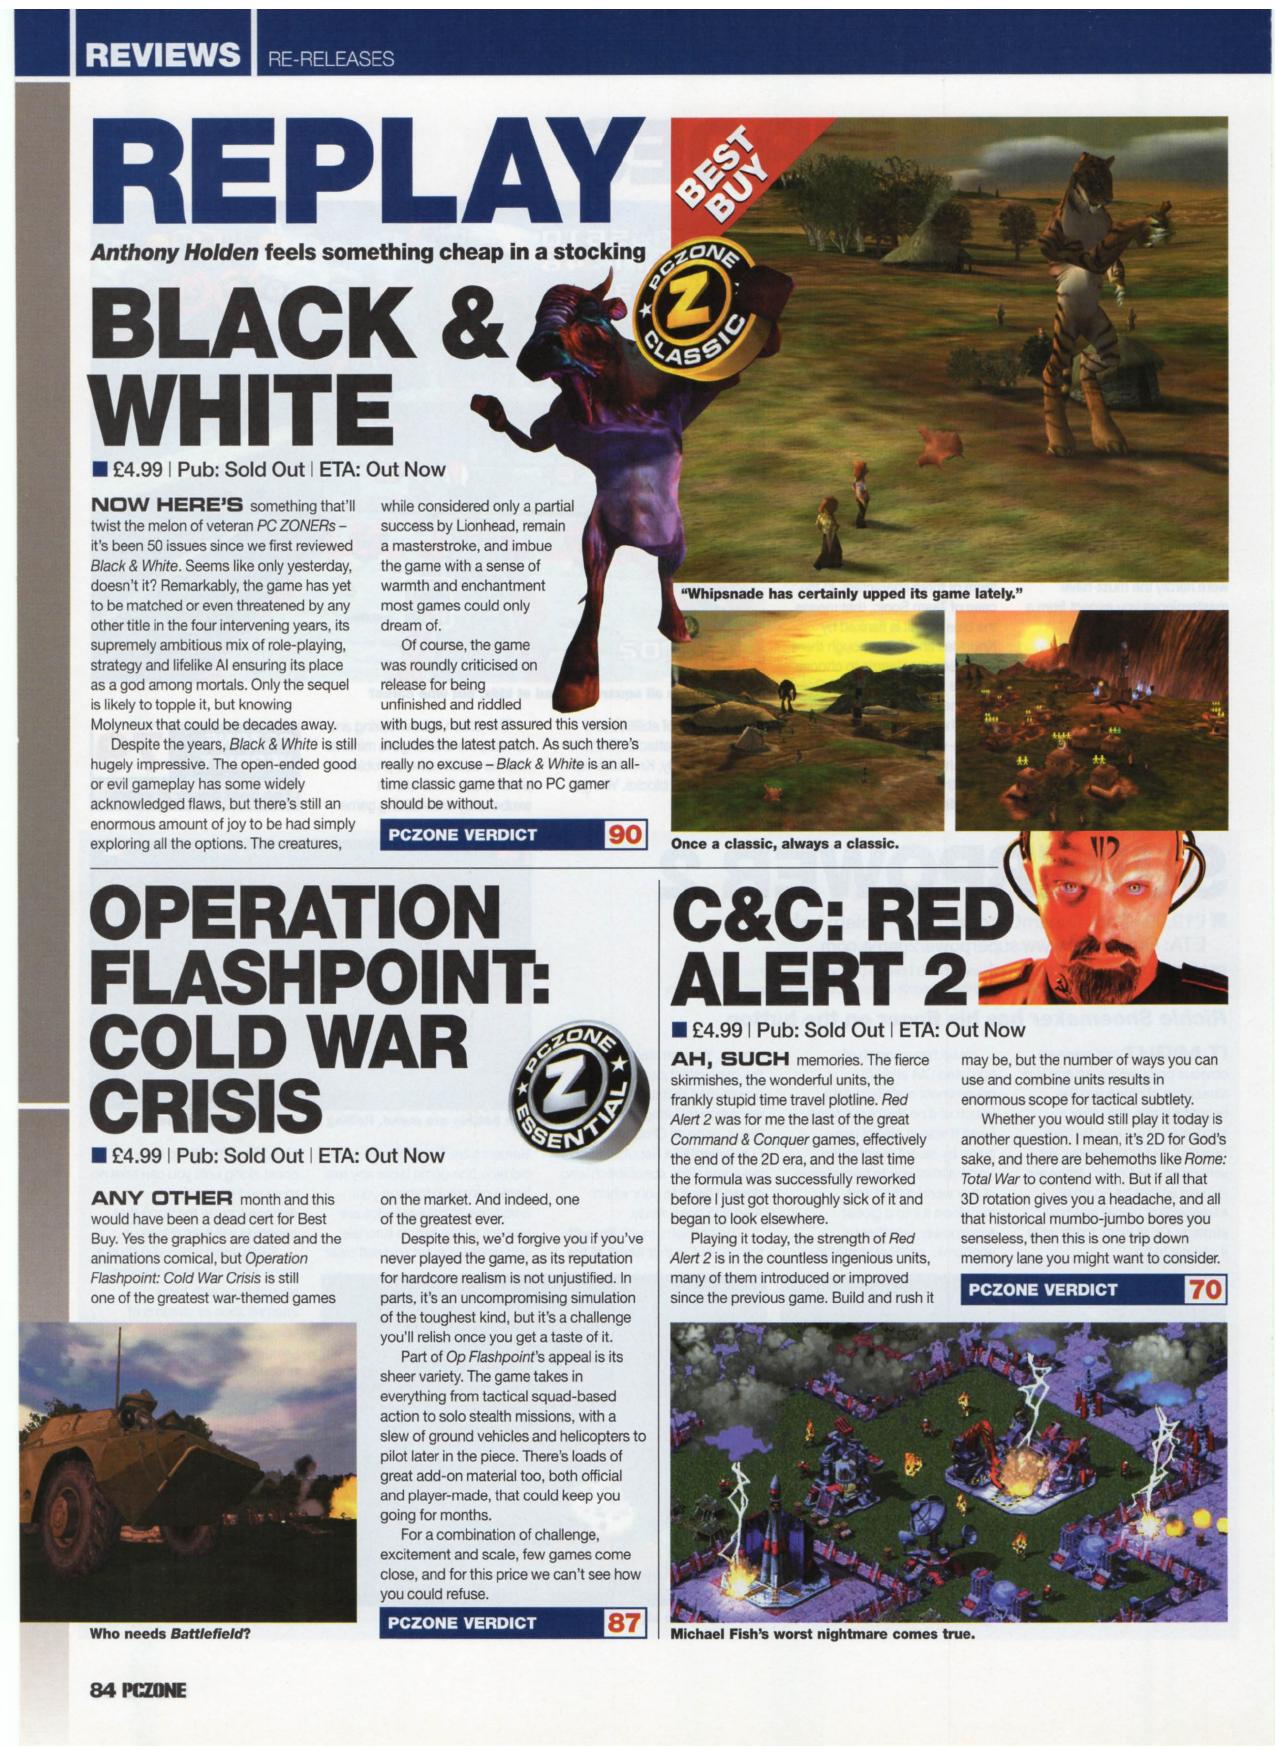 REVIEWS
RE-RELEASES
REPLAY
Anthony Holden feels something cheap in a stocking
BEST
BUY
PCZONE
Z
CLASSIC
BLACK &
WHITE
£4.99 | Pub: Sold Out | ETA: Out Now
NOW HERE'S something that'll
twist the melon of veteran PC ZONERs –
it's been 50 issues since we first reviewed
Black & White. Seems like only yesterday,
doesn't it? Remarkably, the game has yet
to be matched or even threatened by any
other title in the four intervening years, its
supremely ambitious mix of role-playing,
strategy and lifelike AI ensuring its place
as a god among mortals. Only the sequel
is likely to topple it, but knowing
Molyneux that could be decades away.
Despite the years, Black & White is still
hugely impressive. The open-ended good
or evil gameplay has some widely
acknowledged flaws, but there's still an
enormous amount of joy to be had simply
exploring all the options. The creatures,
while considered only a partial
success by Lionhead, remain
a masterstroke, and imbue
the game with a sense of
warmth and enchantment
most games could only
dream of.
Of course, the game
was roundly criticised on
release for being
unfinished and riddled
with bugs, but rest assured this version
includes the latest patch. As such there's
really no excuse – Black & White is an all-
time classic game that no PC gamer
should be without.
PCZONE VERDICT 90
"Whipsnade has certainly upped its game lately."
Once a classic, always a classic.
OPERATION
FLASHPOINT:
COLD WAR
CRISIS
PCZONE
Z
ESSENTIAL
£4.99 | Pub: Sold Out | ETA: Out Now
ANY OTHER month and this
would have been a dead cert for Best
Buy. Yes the graphics are dated and the
animations comical, but Operation
Flashpoint: Cold War Crisis is still
one of the greatest war-themed games
on the market. And indeed, one
of the greatest ever.
Despite this, we'd forgive you if you've
never played the game, as its reputation
for hardcore realism is not unjustified. In
parts, it's an uncompromising simulation
of the toughest kind, but it's a challenge
you'll relish once you get a taste of it.
Part of Op Flashpoint's appeal is its
sheer variety. The game takes in
everything from tactical squad-based
action to solo stealth missions, with a
slew of ground vehicles and helicopters to
pilot later in the piece. There's loads of
great add-on material too, both official
and player-made, that could keep you
going for months.
For a combination of challenge,
excitement and scale, few games come
close, and for this price we can't see how
you could refuse.
PCZONE VERDICT 87
Who needs Battlefield?
C&C: RED
ALERT 2
£4.99 | Pub: Sold Out | ETA: Out Now
AH, SUCH memories. The fierce
skirmishes, the wonderful units, the
frankly stupid time travel plotline. Red
Alert 2 was for me the last of the great
Command & Conquer games, effectively
the end of the 2D era, and the last time
the formula was successfully reworked
before I just got thoroughly sick of it and
began to look elsewhere.
Playing it today, the strength of Red
Alert 2 is in the countless ingenious units,
many of them introduced or improved
since the previous game. Build and rush it
may be, but the number of ways you can
use and combine units results in
enormous scope for tactical subtlety.
Whether you would still play it today is
another question. I mean, it's 2D for God's
sake, and there are behemoths like Rome:
Total War to contend with. But if all that
3D rotation gives you a headache, and all
that historical mumbo-jumbo bores you
senseless, then this is one trip down
memory lane you might want to consider.
PCZONE VERDICT 70
Michael Fish's worst nightmare comes true.
84 PCZONE